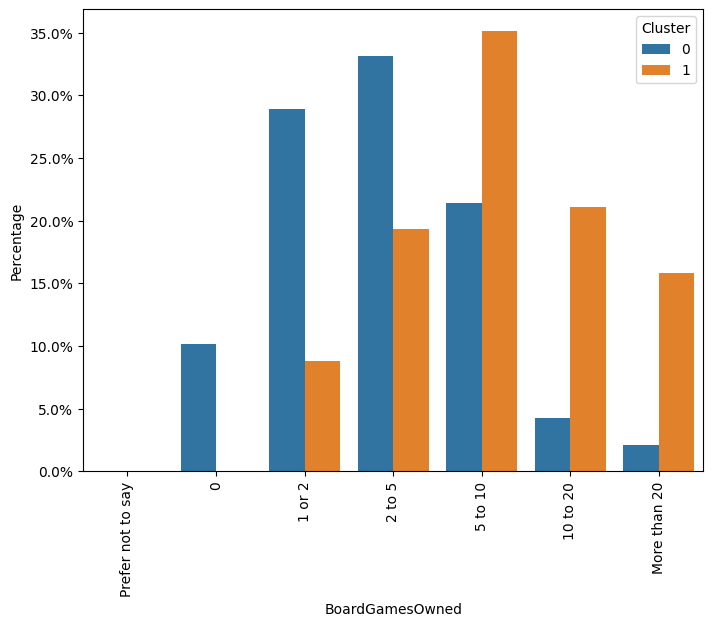 Cluster
0
1
35.0%
30.0%
25.0%
20.0%
15.0%
10.0%
5.0%
0.0%
Percentage
Prefer not to say
0
1 or 2
2 to 5
5 to 10
10 to 20
More than 20
BoardGamesOwned